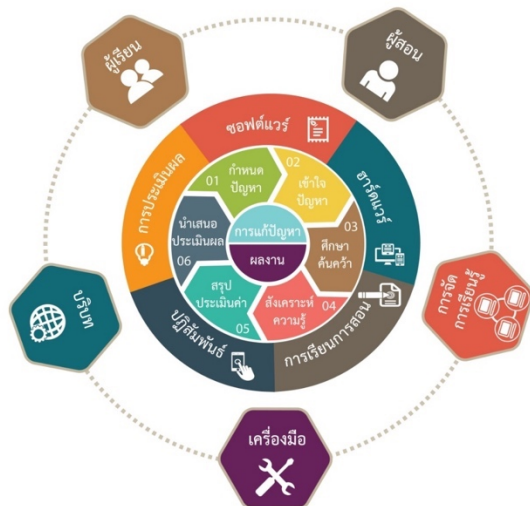 ผู้เรียน
ผู้สอน
ซอฟต์แวร์
การประเมินผล
ฮาร์ดแวร์
01
กำหนด
ปัญหา
02
เข้าใจ
ปัญหา
03
ศึกษา
ค้นคว้า
นำเสนอ
ประเมินผล
06
การแก้ปัญหา
ผลงาน
สรุป
ประเมินค่า
05
สังเคราะห์
ความรู้
04
บริบท
การจัด
การเรียนรู้
ปฏิสัมพันธ์
การเรียนการสอน
เครื่องมือ